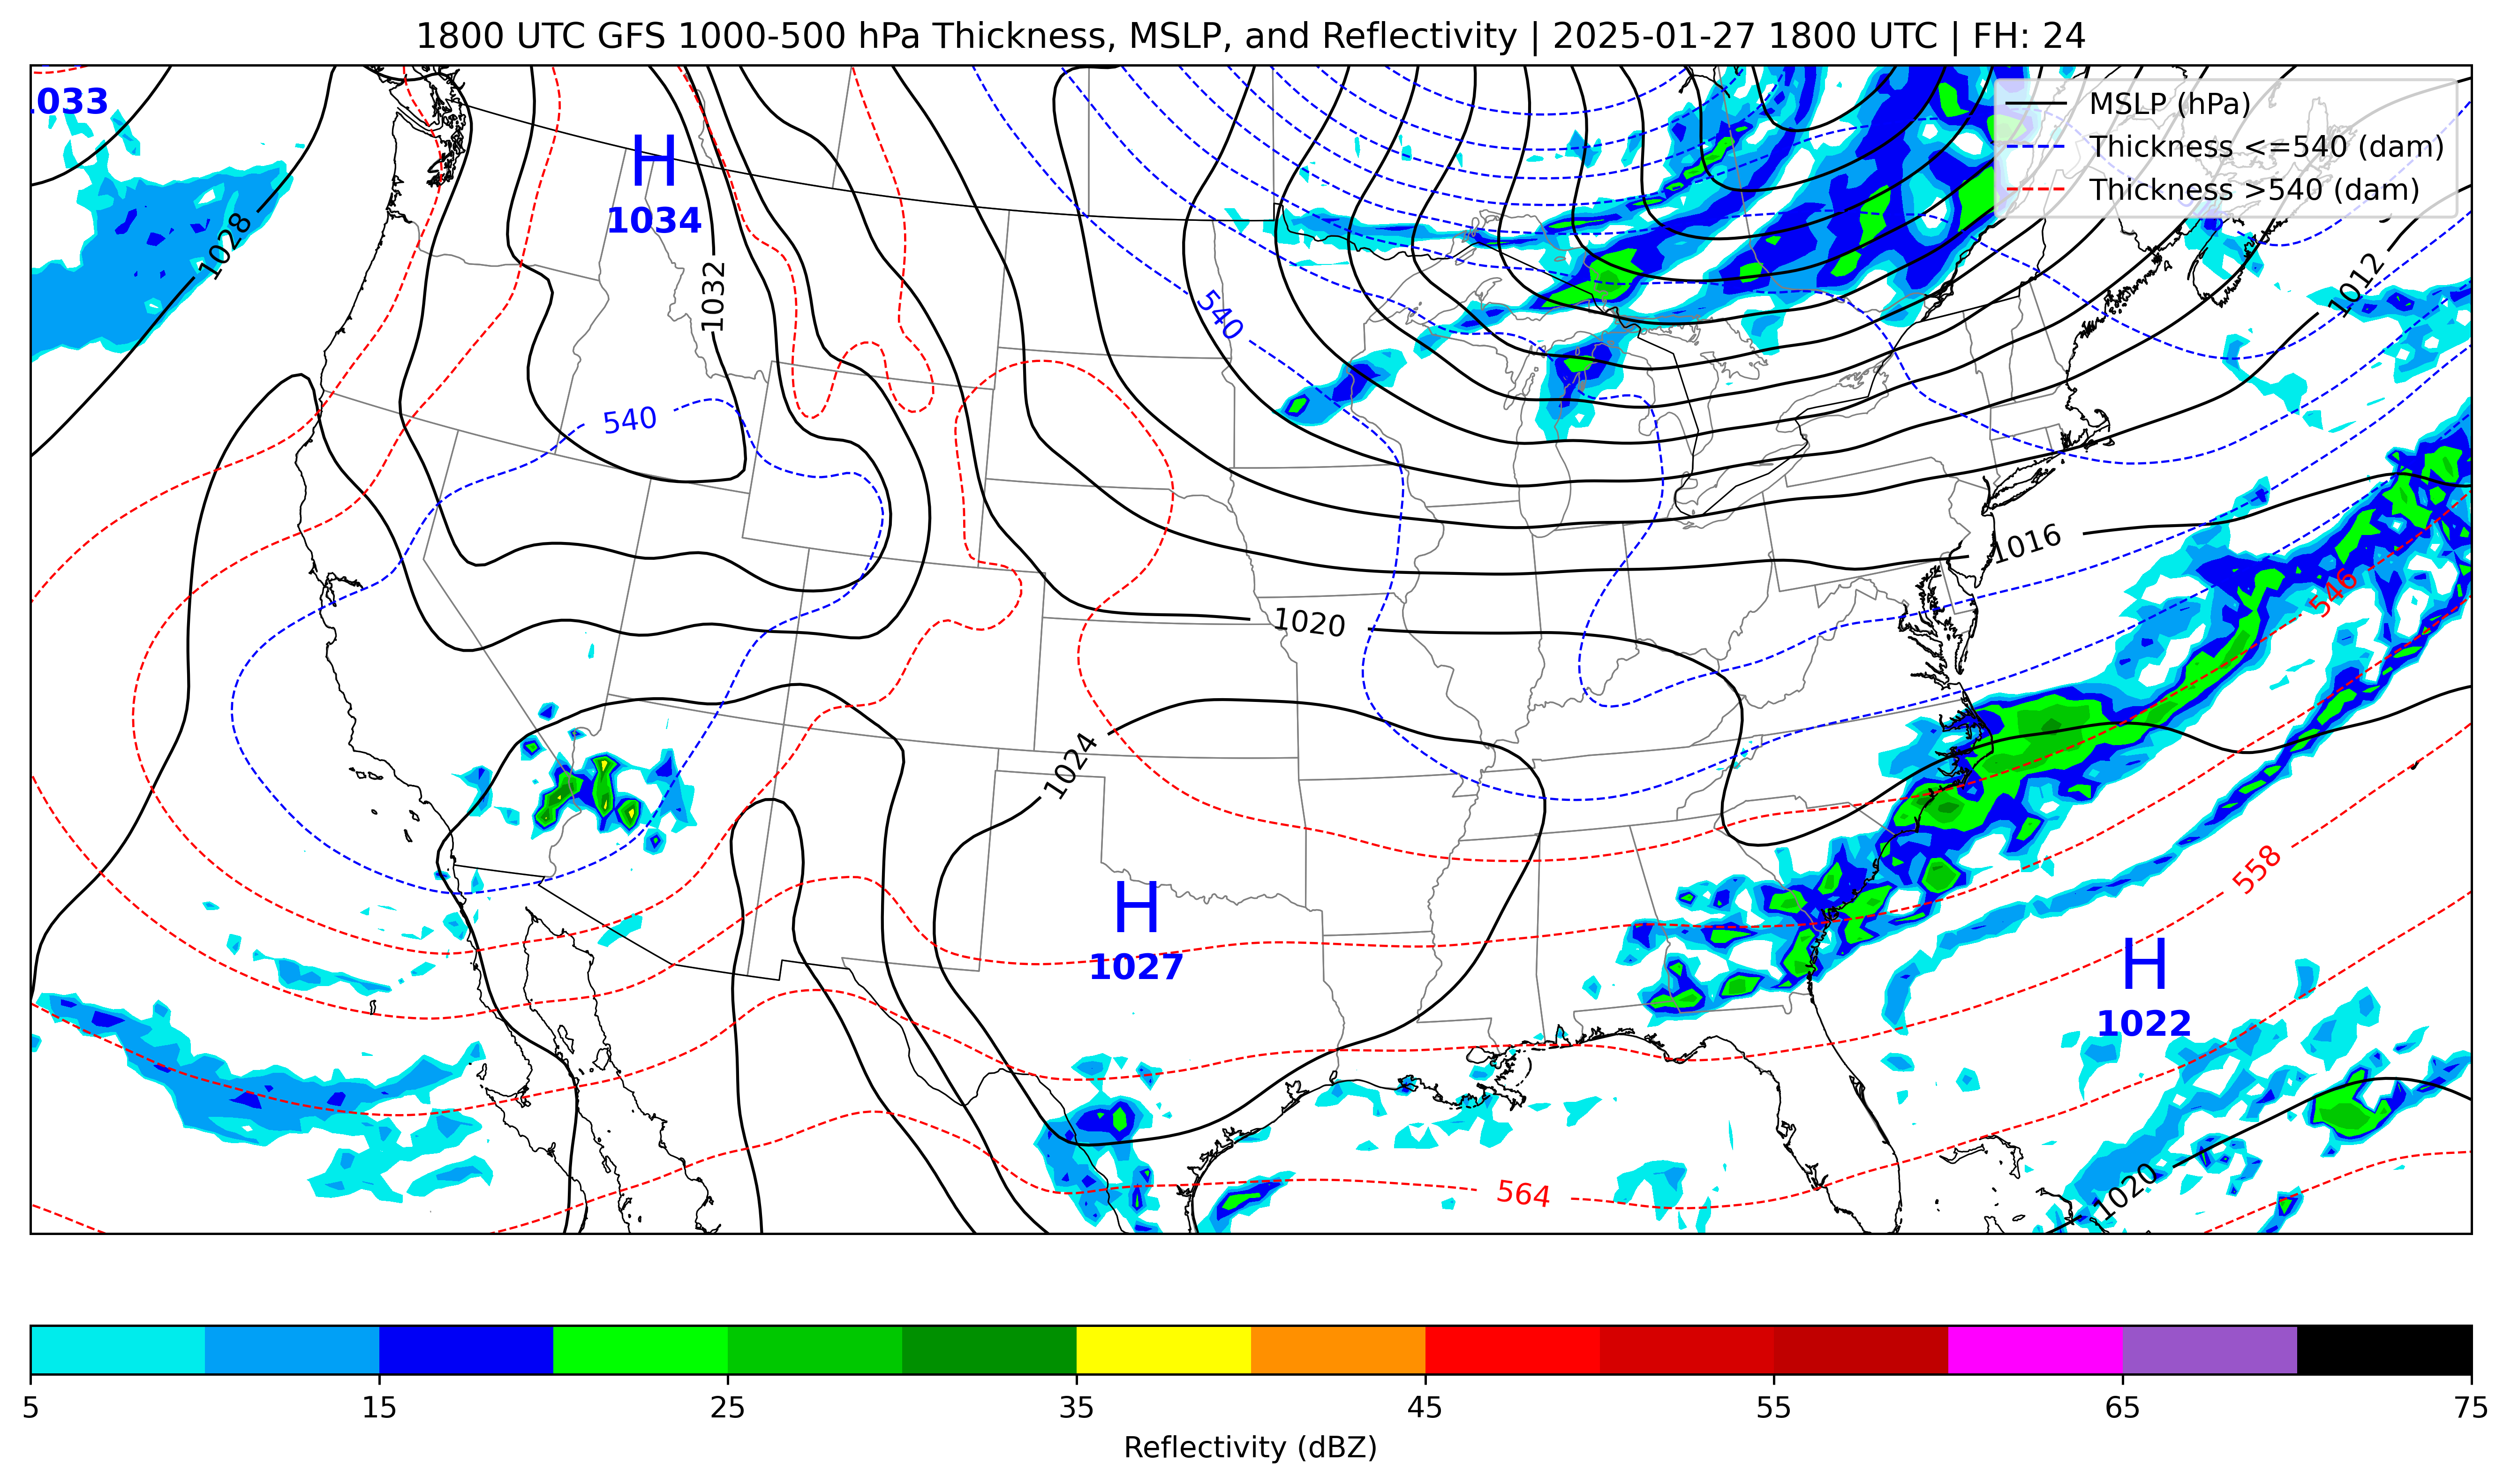 1800 UTC GFS 1000-500 hPa Thickness, MSLP, and Reflectivity | 2025-01-27 1800 UTC | FH: 24
1033
MSLP (hPa)
Thickness <=540 (dam)
Thickness >540 (dam)
H
1034
1028
1032
1012
540
540
1016
546
1020
1024
558
H
1027
H
1022
564
1020
5 15 25 35 45 55 65 75
Reflectivity (dBZ)